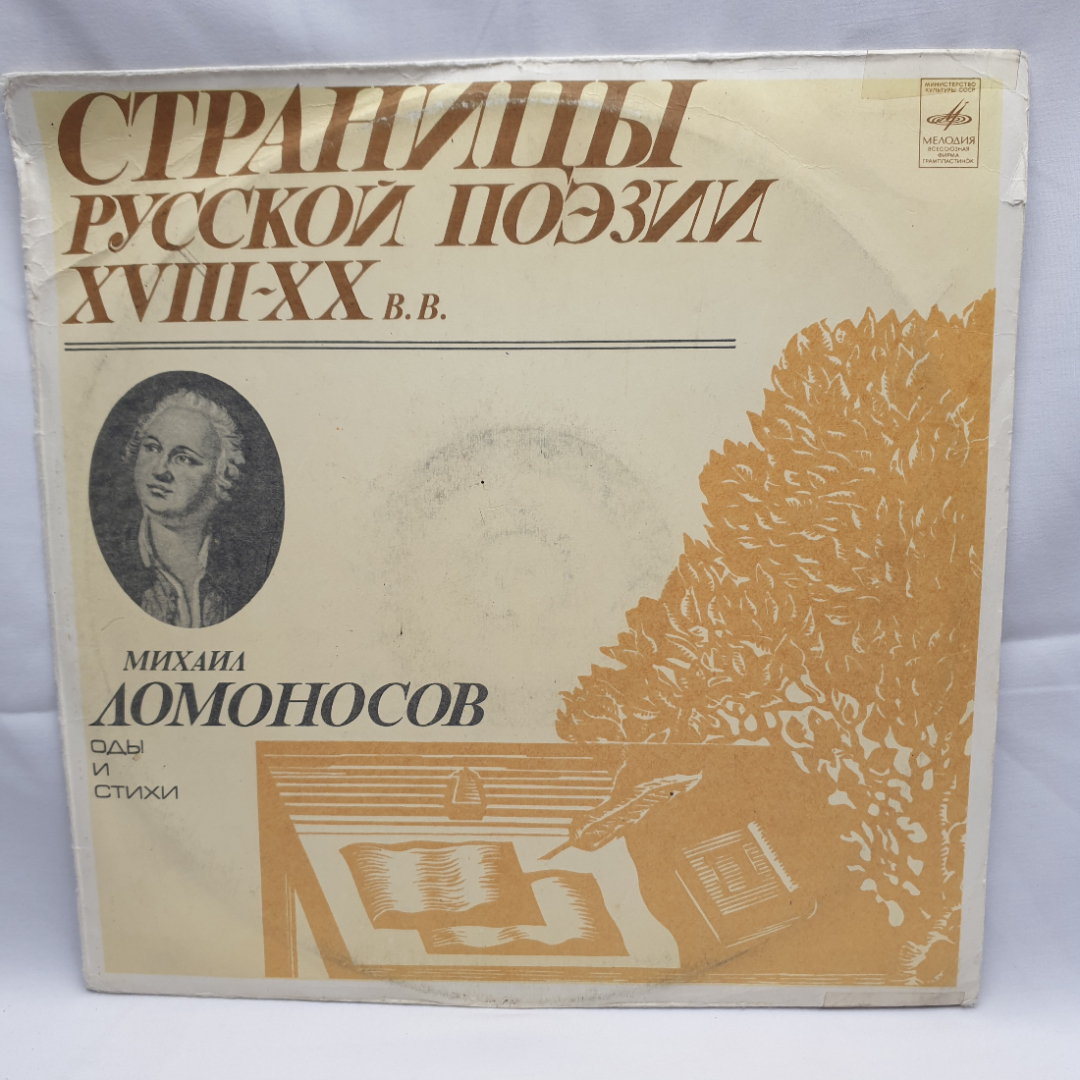 СТРАНИЦЫ
РУССКОЙ ПОЭЗИИ
XVIII-XX В.В.
МИНИСТЕРСТВО
КУЛЬТУРЫ СССР
МЕЛОДИЯ
ВСЕСОЮЗНАЯ
ФИРМА
ГРАМПЛАСТИНОК
МИХАИЛ
ЛОМОНОСОВ
ОДЫ
И
СТИХИ